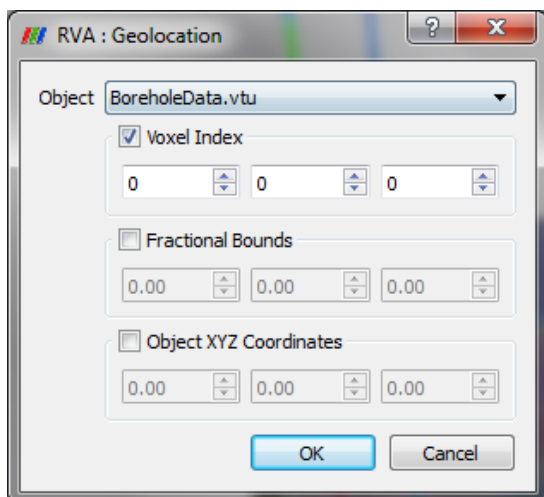 RVA : Geolocation ? X
Object BoreholeData.vtu
Voxel Index
0 0 0
Fractional Bounds
0.00 0.00 0.00
Object XYZ Coordinates
0.00 0.00 0.00
OK Cancel